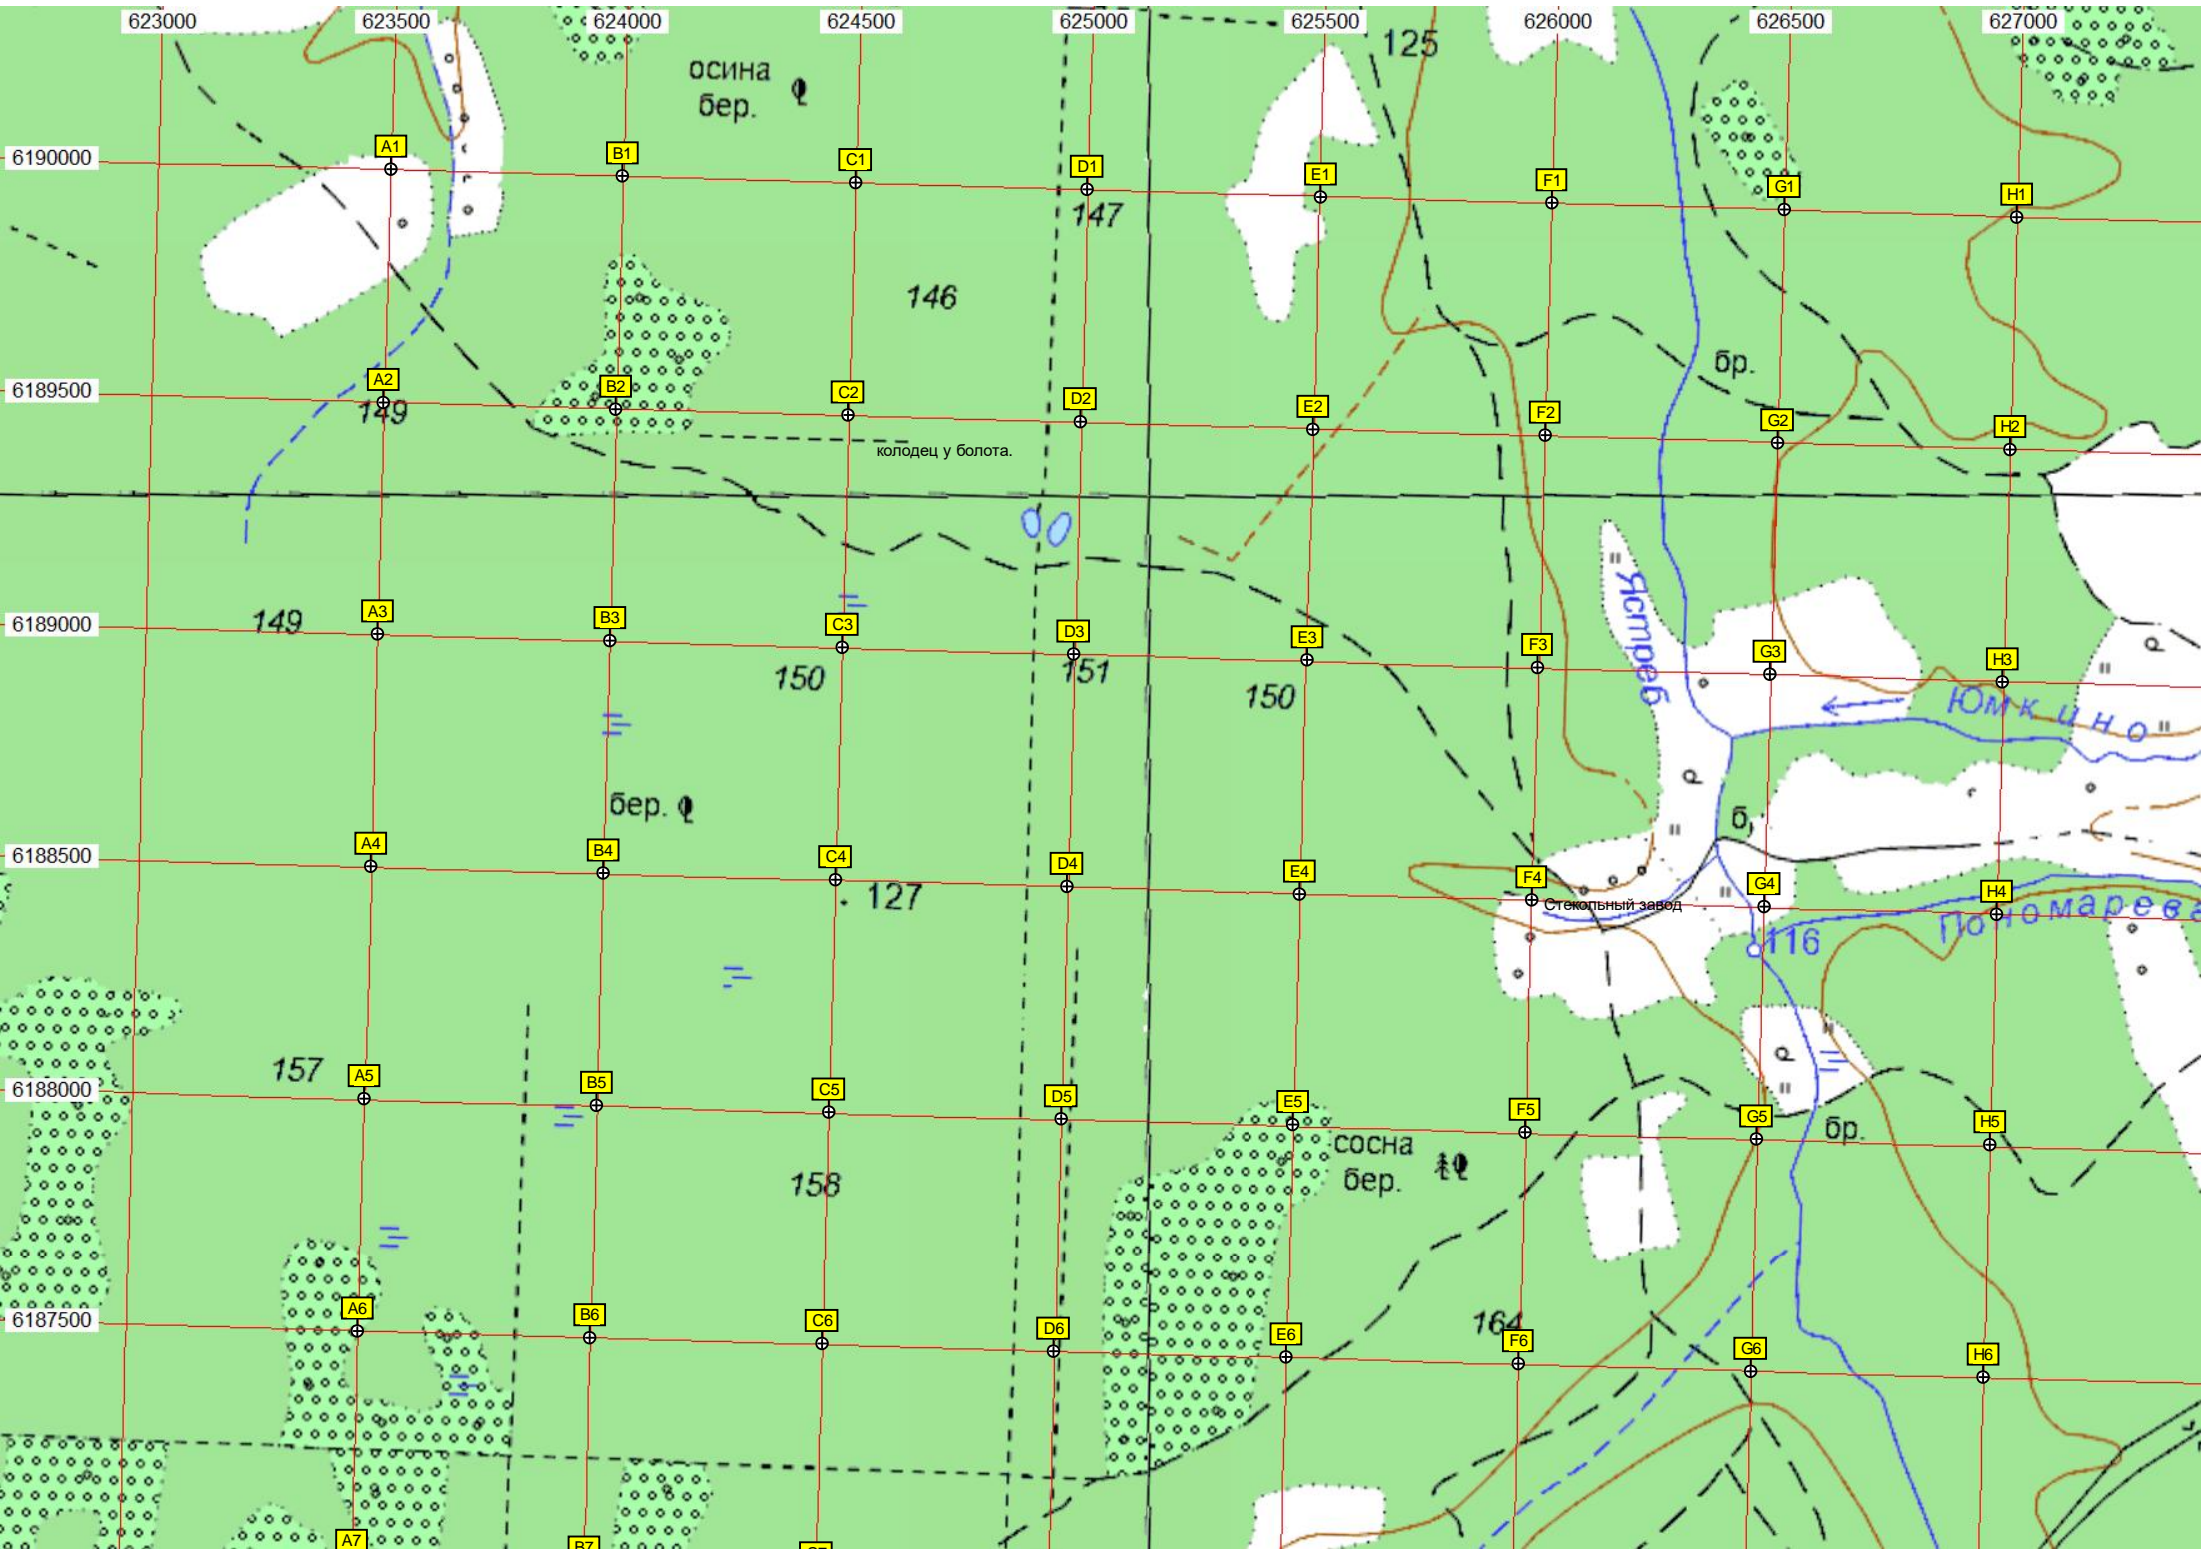 623000 623500 624000 624500 625000 625500 626000 626500 627000
125
осина
бер.
6190000 A1 B1 C1 D1 E1 F1 G1 H1
147
146
бр.
6189500 A2 B2 C2 D2 E2 F2 G2 H2
149
колодец у болота.
Ястреб
6189000 A3 B3 C3 D3 E3 F3 G3 H3
149
150
151
150
Юмкино
бер.
б.
6188500 A4 B4 C4 D4 E4 F4 G4 H4
127
Стекольный завод
Пономарева
116
157
6188000 A5 B5 C5 D5 E5 F5 G5 H5
бр.
сосна
бер.
158
6187500 A6 B6 C6 D6 E6 F6 G6 H6
164
A7 B7